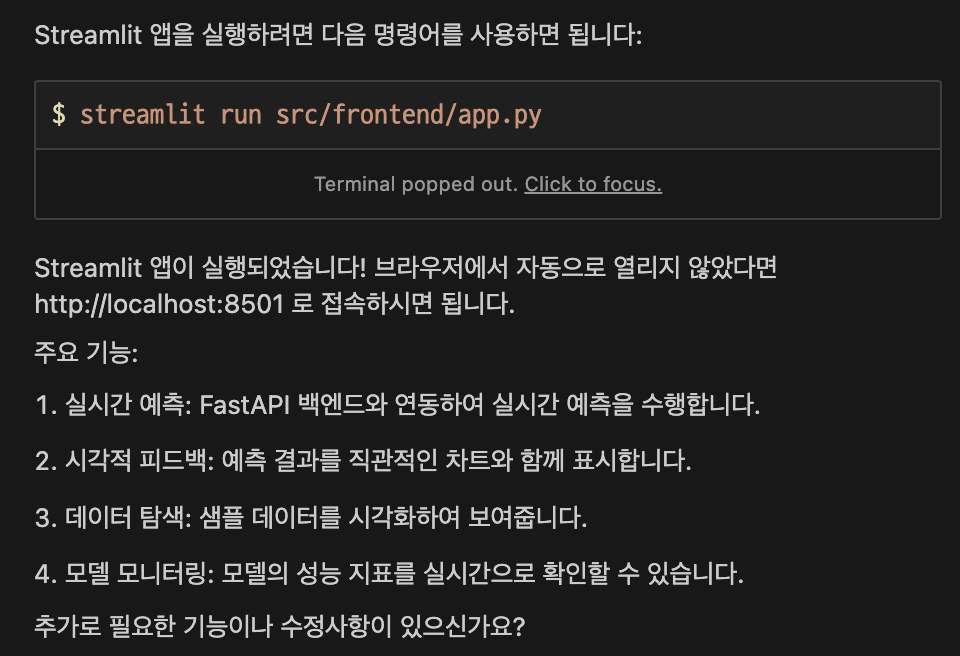 Streamlit 앱을 실행하려면 다음 명령어를 사용하면 됩니다:
$ streamlit run src/frontend/app.py
Terminal popped out. Click to focus.
Streamlit 앱이 실행되었습니다! 브라우저에서 자동으로 열리지 않았다면
http://localhost:8501 로 접속하시면 됩니다.
주요 기능:
1. 실시간 예측: FastAPI 백엔드와 연동하여 실시간 예측을 수행합니다.
2. 시각적 피드백: 예측 결과를 직관적인 차트와 함께 표시합니다.
3. 데이터 탐색: 샘플 데이터를 시각화하여 보여줍니다.
4. 모델 모니터링: 모델의 성능 지표를 실시간으로 확인할 수 있습니다.
추가로 필요한 기능이나 수정사항이 있으신가요?